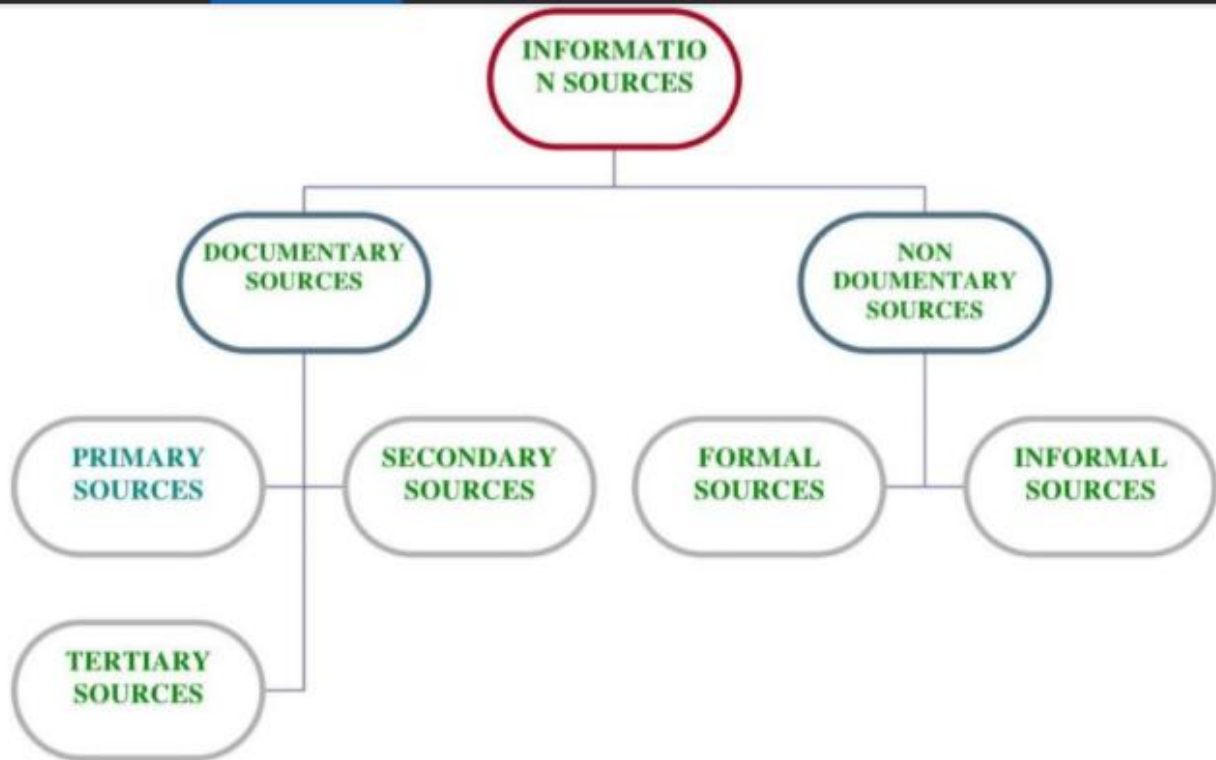 INFORMATIO
N SOURCES
DOCUMENTARY
SOURCES
NON
DOUMENTARY
SOURCES
PRIMARY
SOURCES
SECONDARY
SOURCES
FORMAL
SOURCES
INFORMAL
SOURCES
TERTIARY
SOURCES